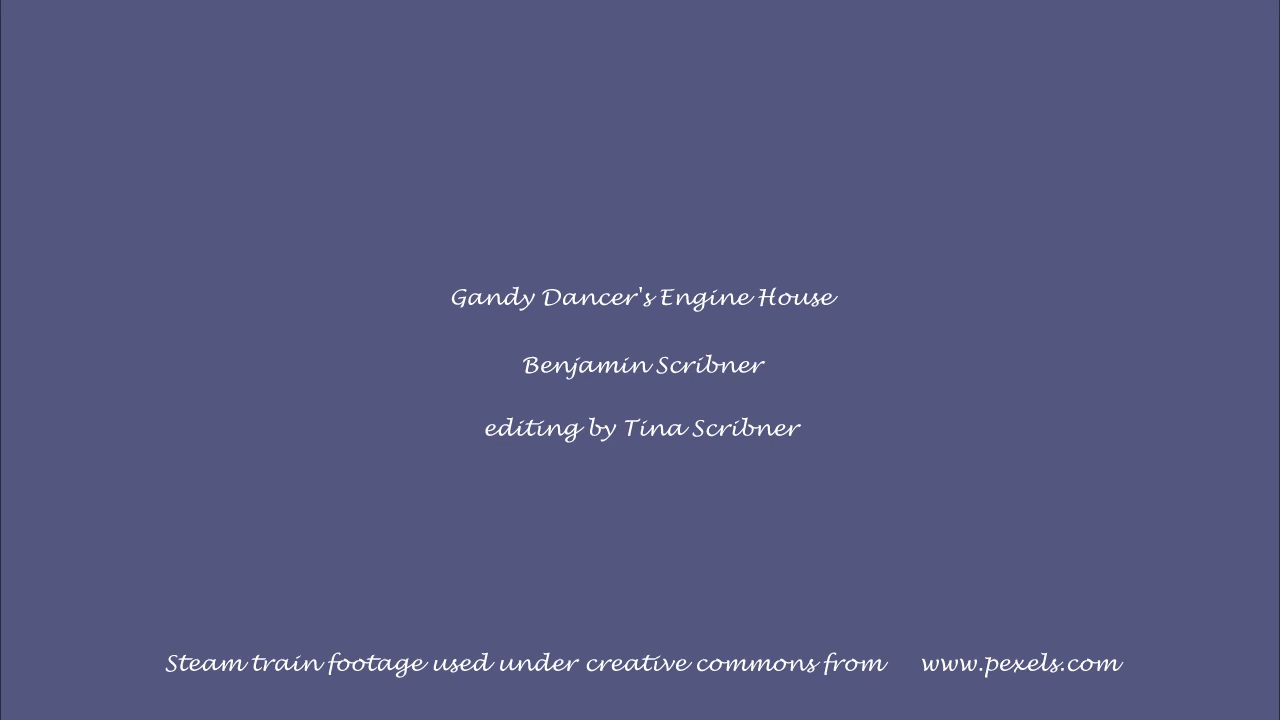 Gandy Dancer's Engine House
Benjamin Scribner
editing by Tina Scribner
Steam train footage used under creative commons from www.pexels.com